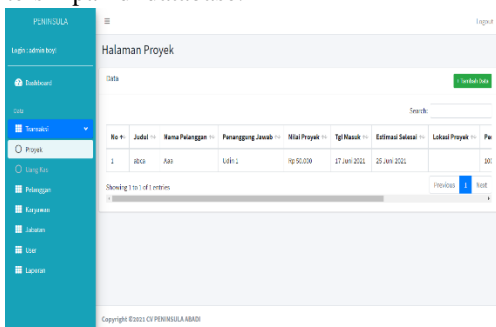 PENINSULA
Logout
Login : admin toyi
Halaman Proyek
Dashboard
Data
+ Tambah Data
Data
Search:
Transaksi
No Judul Nama Pelanggan Penanggung Jawab Nilai Proyek Tgl Masuk Estimasi Selesai Lokasi Proyek
Proyek
1 abca Aaa Udin 1 Rp 50.000 17 Juni 2021 25 Juni 2021
Uang Kas
Pelanggan
Showing 1 to 1 of 1 entries
Previous 1 Next
Karyawan
Jabatan
User
Laporan
Copyright ©2021 CV PENINSULA ABADI